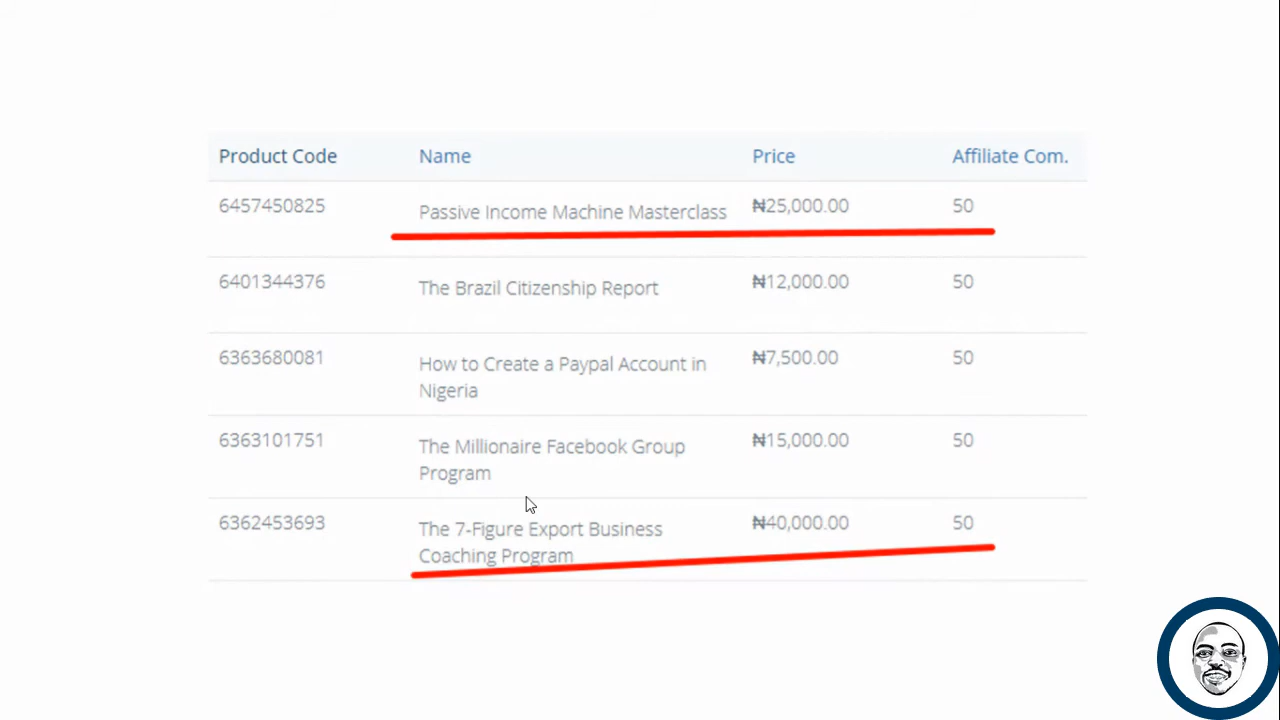 Product Code Name Price Affiliate Com.
6457450825 Passive Income Machine Masterclass ₦25,000.00 50
6401344376 The Brazil Citizenship Report ₦12,000.00 50
6363680081 How to Create a Paypal Account in ₦7,500.00 50
Nigeria
6363101751 The Millionaire Facebook Group ₦15,000.00 50
Program
6362453693 The 7-Figure Export Business ₦40,000.00 50
Coaching Program